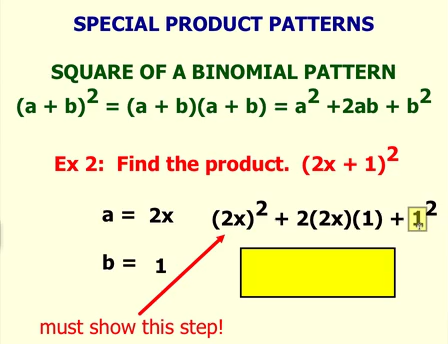 SPECIAL PRODUCT PATTERNS
SQUARE OF A BINOMIAL PATTERN
(a + b)² = (a + b)(a + b) = a² +2ab + b²
Ex 2: Find the product. (2x + 1)²
a = 2x (2x)² + 2(2x)(1) + 1²
b = 1
must show this step!